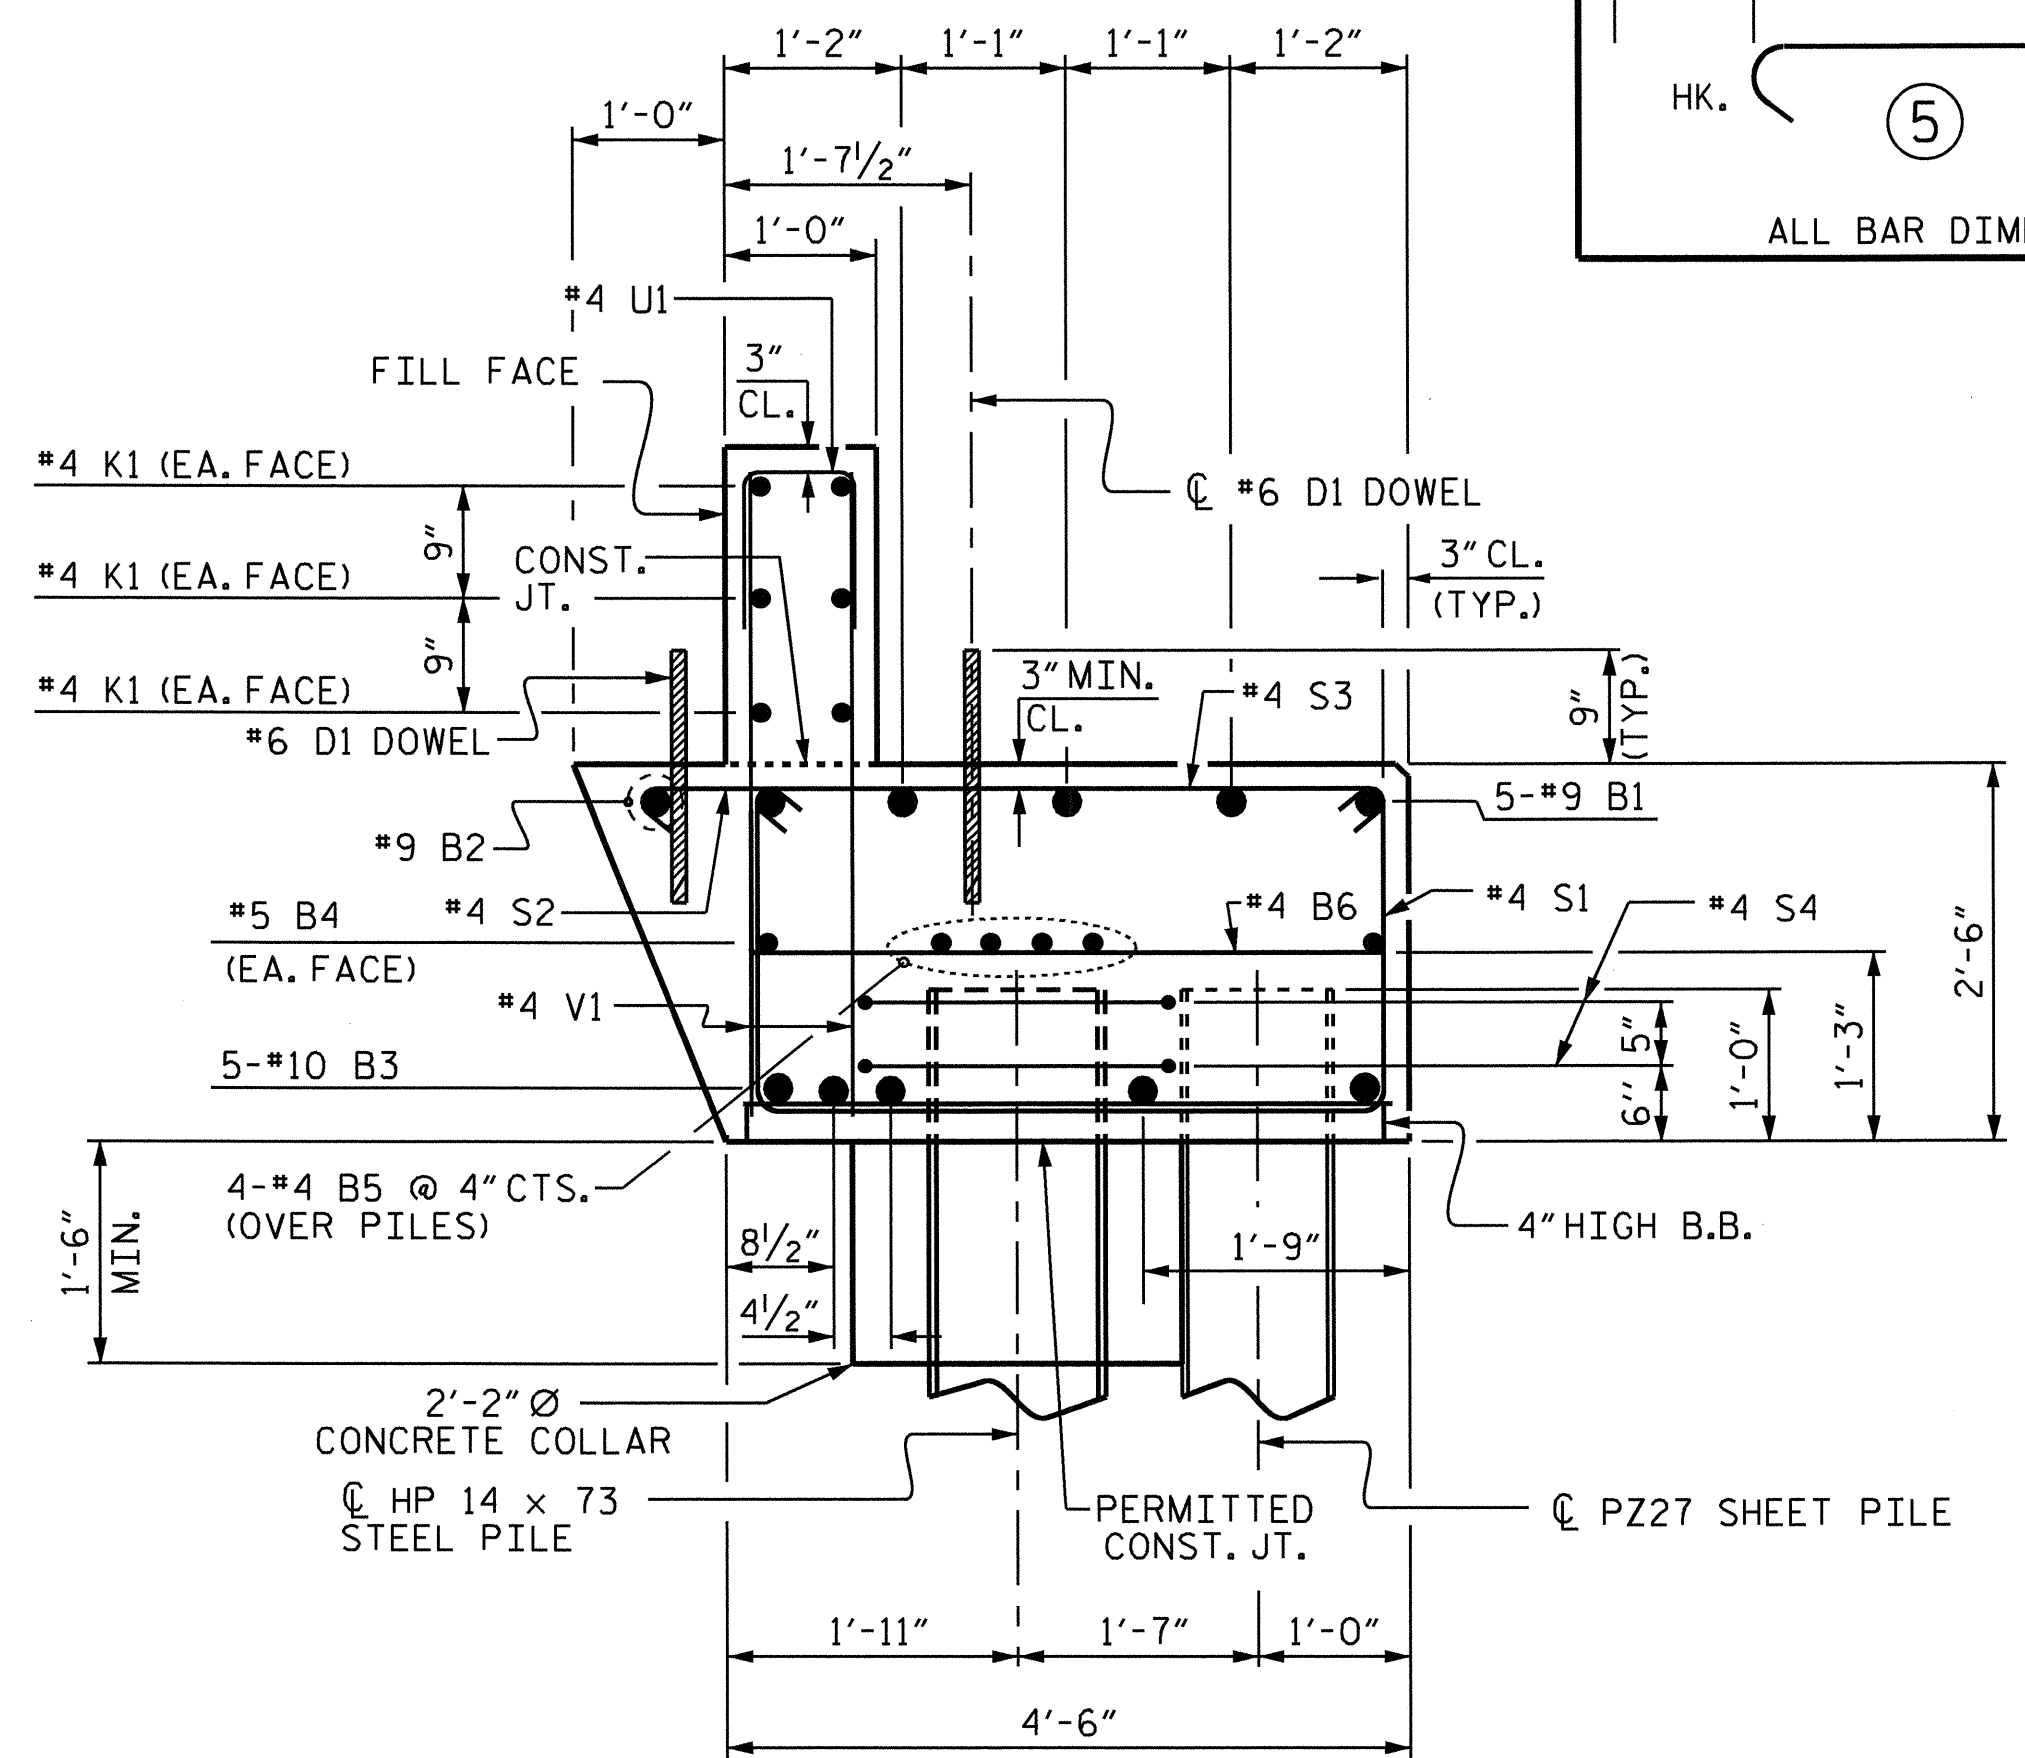 1'-2" 1'-1" 1'-1" 1'-2"
HK.
5
1'-0"
1'-7 1/2"
1'-0"
ALL BAR
#4 U1
FILL FACE
3"
CL.
#4 K1 (EA. FACE)
℄ #6 D1 DOWEL
9"
CONST.
JT.
#4 K1 (EA. FACE)
3" CL.
(TYP.)
9"
#4 K1 (EA. FACE)
3" MIN.
CL.
#4 S3
9"
(TYP.)
#6 D1 DOWEL
5-#9 B1
#9 B2
#5 B4
(EA. FACE)
#4 S2
#4 B6
#4 S1
#4 S4
2'-6"
#4 V1
5"
1'-0"
1'-3"
5-#10 B3
6''
4-#4 B5 @ 4" CTS.
(OVER PILES)
1'-6"
MIN.
8 1/2"
1'-9"
4" HIGH B.B.
4 1/2"
2'-2" Ø
CONCRETE COLLAR
℄ HP 14 x 73
STEEL PILE
PERMITTED
CONST. JT.
℄ PZ27 SHEET PILE
1'-11" 1'-7" 1'-0"
4'-6"